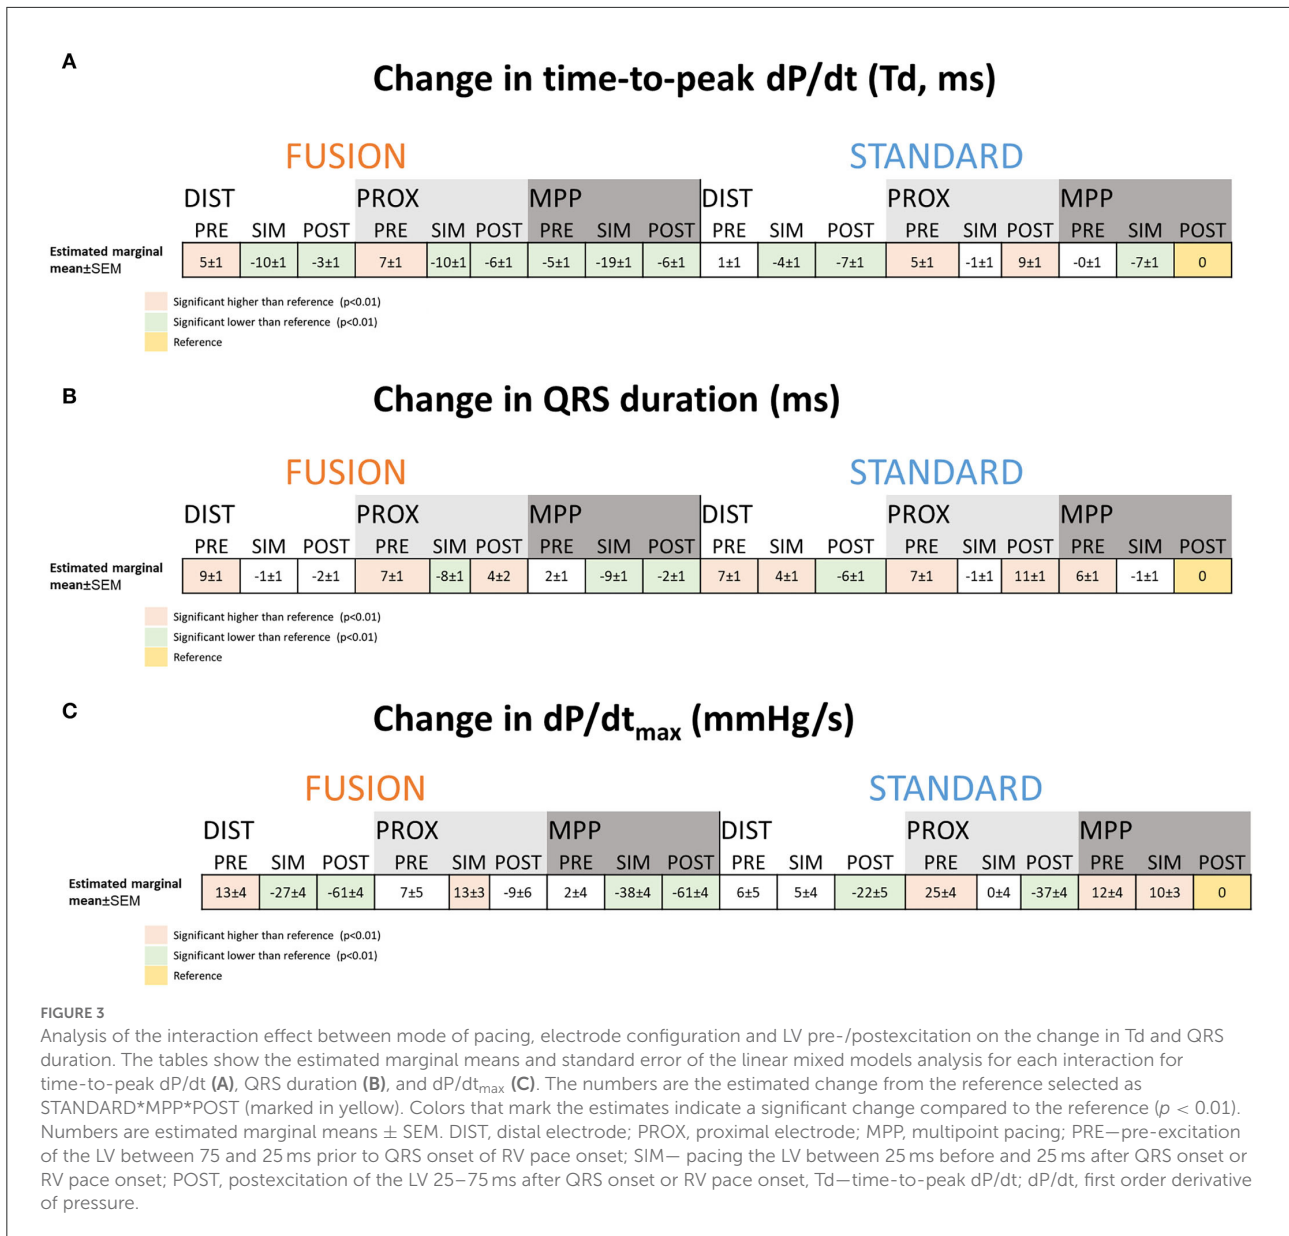 A
Change in time-to-peak dP/dt (Td, ms)
FUSION STANDARD
DIST PROX MPP DIST PROX MPP
PRE SIM POST PRE SIM POST PRE SIM POST PRE SIM POST PRE SIM POST PRE SIM POST
Estimated marginal
mean±SEM
5±1 -10±1 -3±1 7±1 -10±1 -6±1 -5±1 -19±1 -6±1 1±1 -4±1 -7±1 5±1 -1±1 9±1 -0±1 -7±1 0
Significant higher than reference (p<0.01)
Significant lower than reference (p<0.01)
Reference
B
Change in QRS duration (ms)
FUSION STANDARD
DIST PROX MPP DIST PROX MPP
PRE SIM POST PRE SIM POST PRE SIM POST PRE SIM POST PRE SIM POST PRE SIM POST
Estimated marginal
mean±SEM
9±1 -1±1 -2±1 7±1 -8±1 4±2 2±1 -9±1 -2±1 7±1 4±1 -6±1 7±1 -1±1 11±1 6±1 -1±1 0
Significant higher than reference (p<0.01)
Significant lower than reference (p<0.01)
Reference
C
Change in dP/dtmax (mmHg/s)
FUSION STANDARD
DIST PROX MPP DIST PROX MPP
PRE SIM POST PRE SIM POST PRE SIM POST PRE SIM POST PRE SIM POST PRE SIM POST
Estimated marginal
mean±SEM
13±4 -27±4 -61±4 7±5 13±3 -9±6 2±4 -38±4 -61±4 6±5 5±4 -22±5 25±4 0±4 -37±4 12±4 10±3 0
Significant higher than reference (p<0.01)
Significant lower than reference (p<0.01)
Reference
FIGURE 3
Analysis of the interaction effect between mode of pacing, electrode configuration and LV pre-/postexcitation on the change in Td and QRS
duration. The tables show the estimated marginal means and standard error of the linear mixed models analysis for each interaction for
time-to-peak dP/dt (A), QRS duration (B), and dP/dtmax (C). The numbers are the estimated change from the reference selected as
STANDARD*MPP*POST (marked in yellow). Colors that mark the estimates indicate a significant change compared to the reference (p < 0.01).
Numbers are estimated marginal means ± SEM. DIST, distal electrode; PROX, proximal electrode; MPP, multipoint pacing; PRE—pre-excitation
of the LV between 75 and 25 ms prior to QRS onset of RV pace onset; SIM— pacing the LV between 25 ms before and 25 ms after QRS onset or
RV pace onset; POST, postexcitation of the LV 25–75 ms after QRS onset or RV pace onset, Td—time-to-peak dP/dt; dP/dt, first order derivative
of pressure.